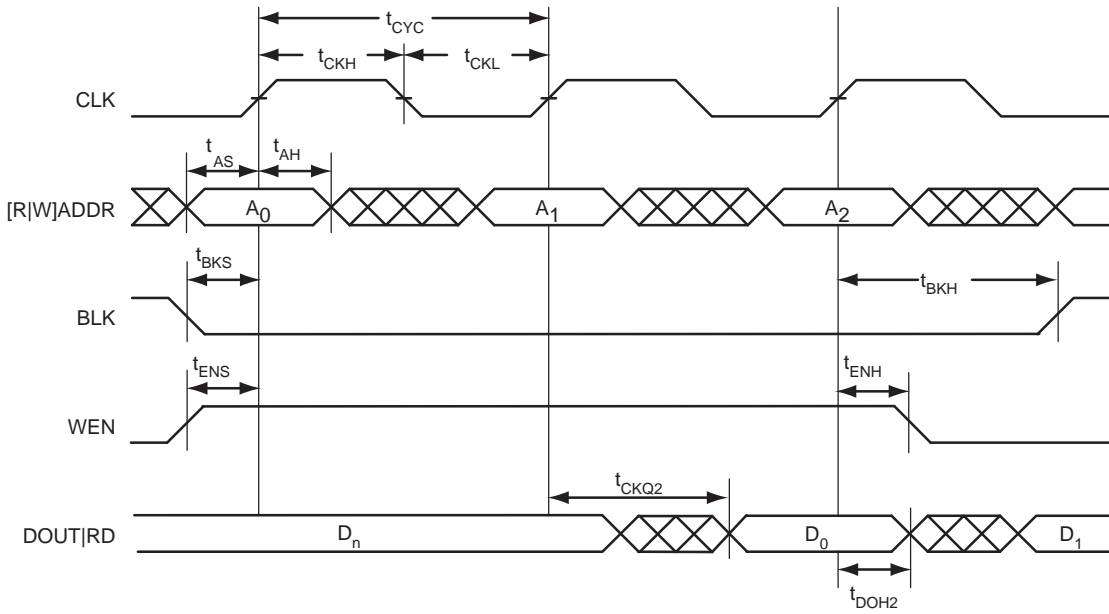 tCYC
tCKH tCKL
CLK
tAS tAH
[R|W]ADDR A0 A1 A2
tBKS tBKH
BLK
tENS tENH
WEN
tCKQ2
DOUT|RD Dn D0 D1
tDOH2